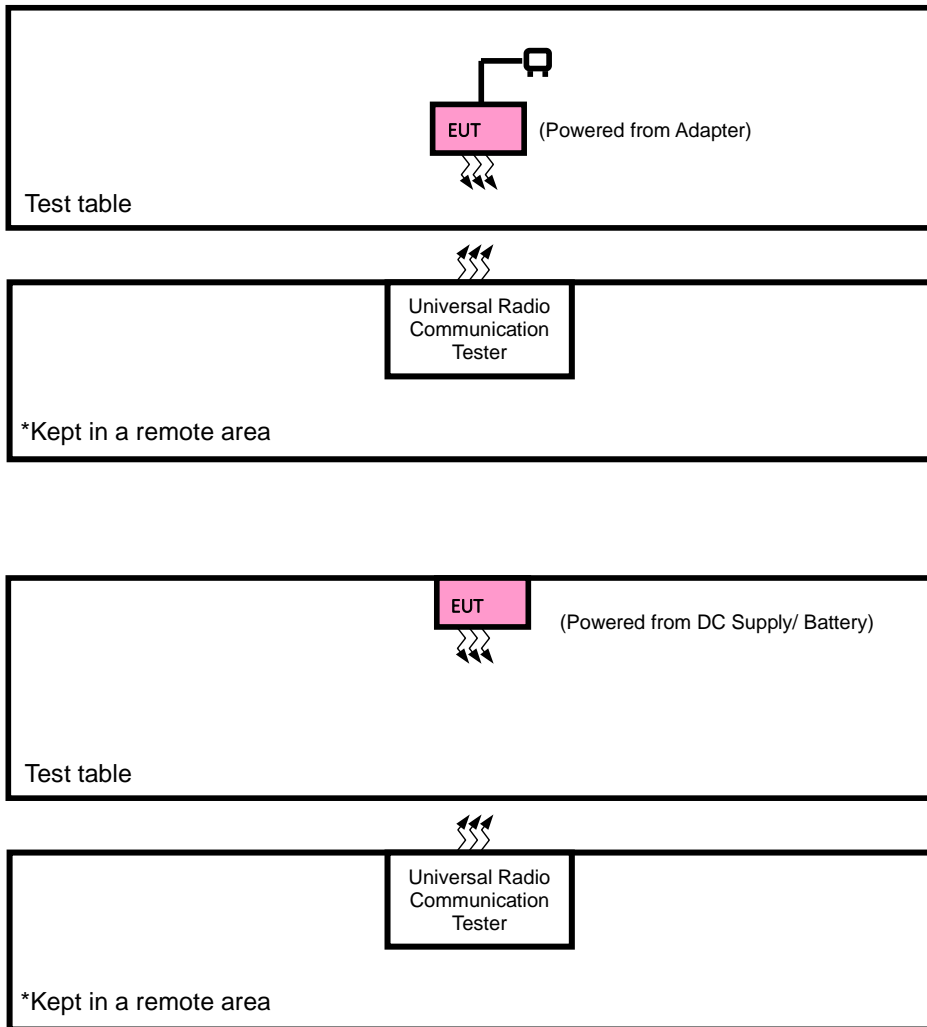 EUT
(Powered from Adapter)
Test table
Universal Radio
Communication
Tester
*Kept in a remote area
EUT
(Powered from DC Supply/ Battery)
Test table
Universal Radio
Communication
Tester
*Kept in a remote area